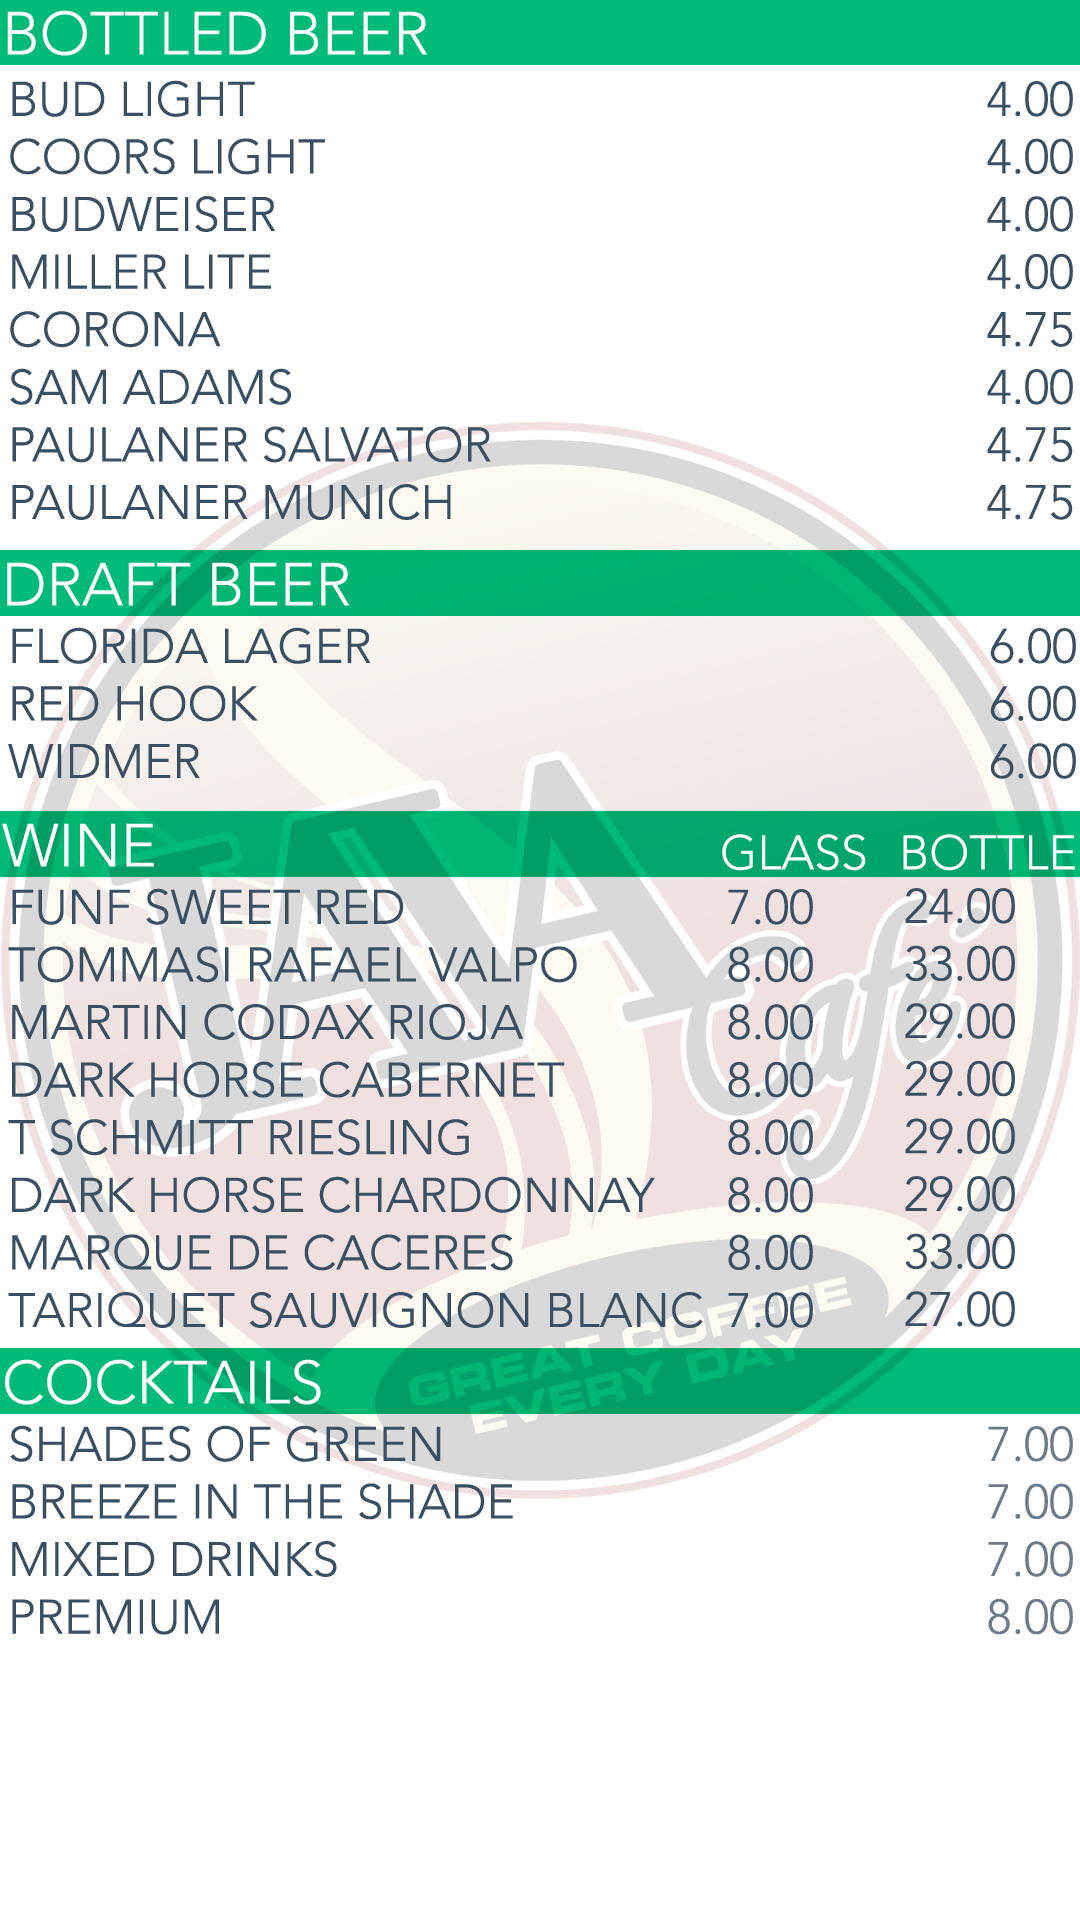 BOTTLED BEER
BUD LIGHT 4.00
COORS LIGHT 4.00
BUDWEISER 4.00
MILLER LITE 4.00
CORONA 4.75
SAM ADAMS 4.00
PAULANER SALVATOR 4.75
PAULANER MUNICH 4.75
DRAFT BEER
FLORIDA LAGER 6.00
RED HOOK 6.00
WIDMER 6.00
WINE GLASS BOTTLE
FUNF SWEET RED 7.00 24.00
TOMMASI RAFAEL VALPO 8.00 33.00
MARTIN CODAX RIOJA 8.00 29.00
DARK HORSE CABERNET 8.00 29.00
T SCHMITT RIESLING 8.00 29.00
DARK HORSE CHARDONNAY 8.00 29.00
MARQUE DE CACERES 8.00 33.00
TARIQUET SAUVIGNON BLANC 7.00 27.00
COCKTAILS
SHADES OF GREEN 7.00
BREEZE IN THE SHADE 7.00
MIXED DRINKS 7.00
PREMIUM 8.00
JAVA Café
GREAT COFFEE
EVERY DAY